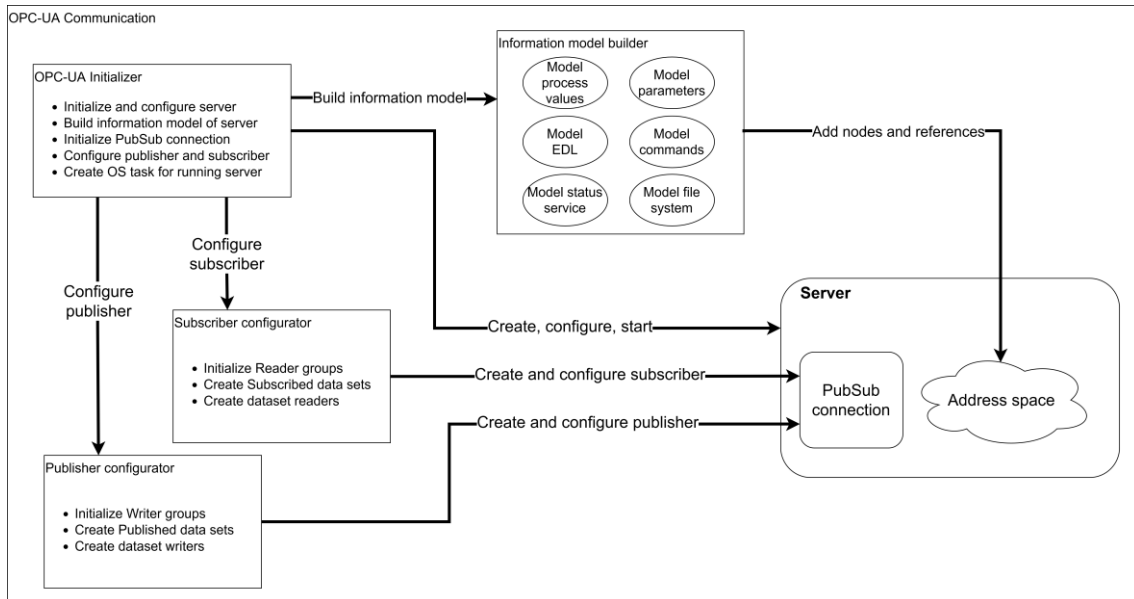 OPC-UA Communication
OPC-UA Initializer
• Initialize and configure server
• Build information model of server
• Initialize PubSub connection
• Configure publisher and subscriber
• Create OS task for running server
Build information model
Information model builder
Model
process
values
Model
parameters
Model
EDL
Model
commands
Model status
service
Model file
system
Add nodes and references
Configure
subscriber
Configure
publisher
Subscriber configurator
• Initialize Reader groups
• Create Subscribed data sets
• Create dataset readers
Publisher configurator
• Initialize Writer groups
• Create Published data sets
• Create dataset writers
Create, configure, start
Create and configure subscriber
Create and configure publisher
Server
PubSub
connection
Address space